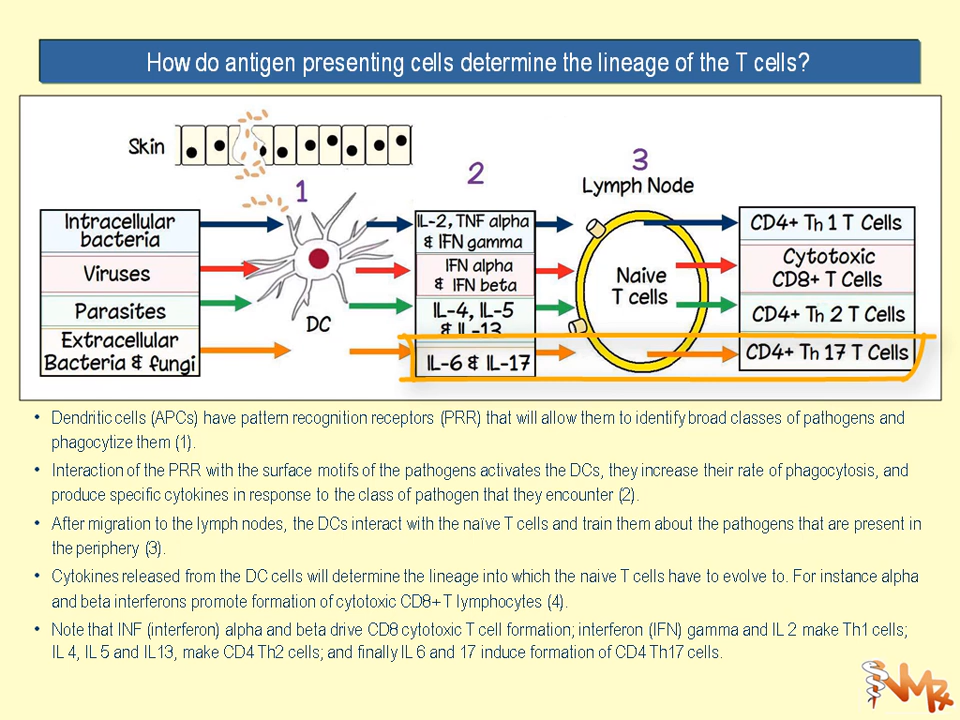 How do antigen presenting cells determine the lineage of the T cells?
Skin
1
2
3
Lymph Node
Intracellular
bacteria
Viruses
Parasites
Extracellular
Bacteria & fungi
DC
IL-2, TNF alpha
& IFN gamma
IFN alpha
& IFN beta
IL-4, IL-5
& IL-13
IL-6 & IL-17
Naive
T cells
CD4+ Th 1 T Cells
Cytotoxic
CD8+ T Cells
CD4+ Th 2 T Cells
CD4+ Th 17 T Cells
• Dendritic cells (APCs) have pattern recognition receptors (PRR) that will allow them to identify broad classes of pathogens and
phagocytize them (1).
• Interaction of the PRR with the surface motifs of the pathogens activates the DCs, they increase their rate of phagocytosis, and
produce specific cytokines in response to the class of pathogen that they encounter (2).
• After migration to the lymph nodes, the DCs interact with the naïve T cells and train them about the pathogens that are present in
the periphery (3).
• Cytokines released from the DC cells will determine the lineage into which the naive T cells have to evolve to. For instance alpha
and beta interferons promote formation of cytotoxic CD8+ T lymphocytes (4).
• Note that INF (interferon) alpha and beta drive CD8 cytotoxic T cell formation; interferon (IFN) gamma and IL 2 make Th1 cells;
IL 4, IL 5 and IL13, make CD4 Th2 cells; and finally IL 6 and 17 induce formation of CD4 Th17 cells.
VMRx